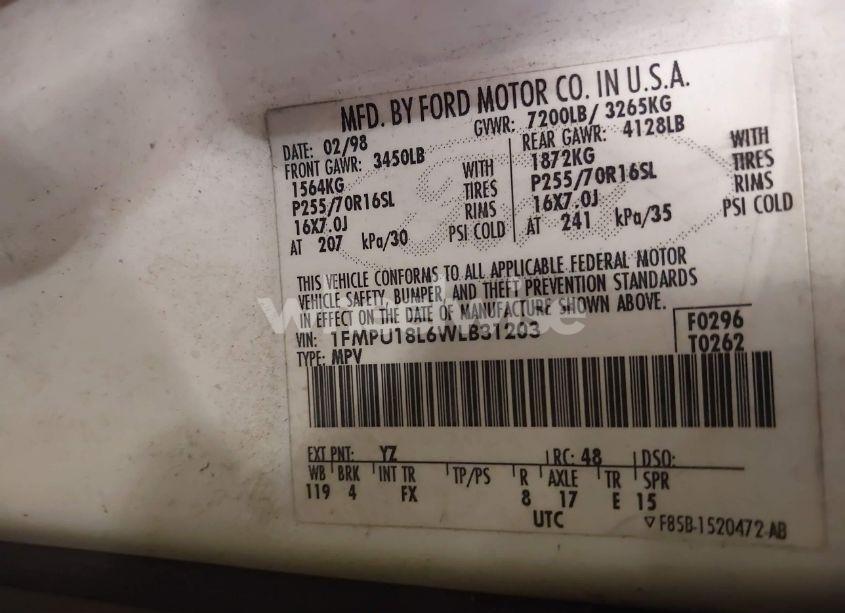 MFD. BY FORD MOTOR CO. IN U.S.A.
DATE: 02/98 GVWR: 7200LB/ 3265KG
FRONT GAWR: 3450LB REAR GAWR: 4128LB
1564KG WITH 1872KG WITH
P255/70R16SL TIRES P255/70R16SL TIRES
16X7.0J RIMS 16X7.0J RIMS
AT 207 kPa/30 PSI COLD AT 241 kPa/35 PSI COLD
THIS VEHICLE CONFORMS TO ALL APPLICABLE FEDERAL MOTOR
VEHICLE SAFETY, BUMPER, AND THEFT PREVENTION STANDARDS
IN EFFECT ON THE DATE OF MANUFACTURE SHOWN ABOVE.
VIN: 1FMPU18L6WLB31203 F0296
TYPE: MPV T0262
EXT PNT: YZ RC: 48 DSO:
WB BRK INT TR TP/PS R AXLE TR SPR
119 4 FX 8 17 E 15
UTC F85B-1520472-AB